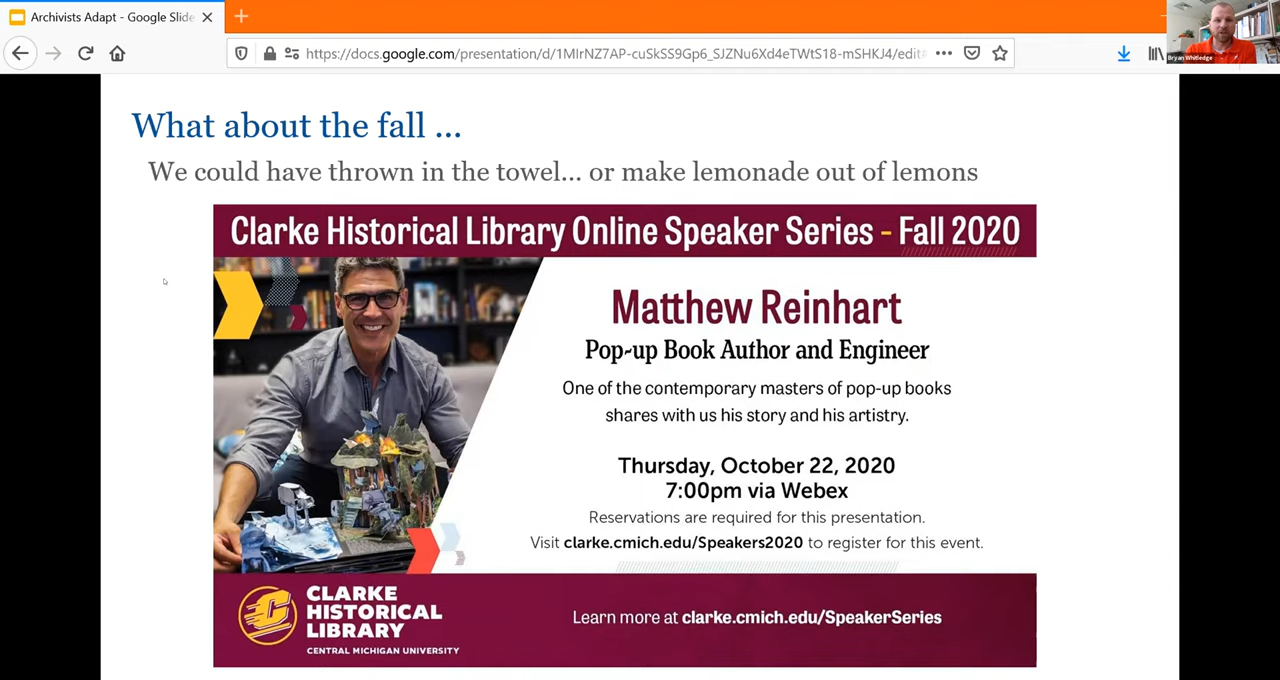 Archivists Adapt - Google Slide
https://docs.google.com/presentation/d/1MIrNZ7AP-cuSkSS9Gp6_SJZNu6Xd4eTWtS18-mSHKJ4/edit
Bryan Whitledge
What about the fall ...
We could have thrown in the towel... or make lemonade out of lemons
Clarke Historical Library Online Speaker Series - Fall 2020
Matthew Reinhart
Pop-up Book Author and Engineer
One of the contemporary masters of pop-up books
shares with us his story and his artistry.
Thursday, October 22, 2020
7:00pm via Webex
Reservations are required for this presentation.
Visit clarke.cmich.edu/Speakers2020 to register for this event.
CLARKE
HISTORICAL
LIBRARY
CENTRAL MICHIGAN UNIVERSITY
Learn more at clarke.cmich.edu/SpeakerSeries